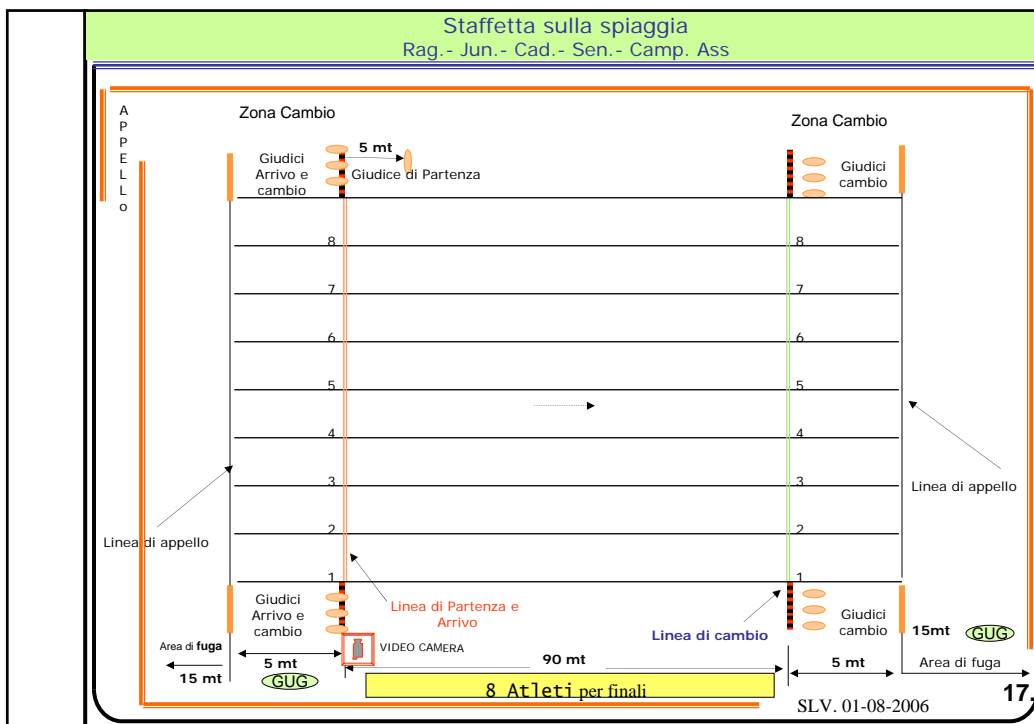 Staffetta sulla spiaggia
Rag.- Jun.- Cad.- Sen.- Camp. Ass
A
P
P
E
L
L
o
Zona Cambio
Zona Cambio
5 mt
Giudici
Arrivo e
cambio
Giudice di Partenza
Giudici
cambio
8
8
7
7
6
6
5
5
4
4
3
3
2
2
1
1
Linea di appello
Linea di appello
Giudici
Arrivo e
cambio
Linea di Partenza e
Arrivo
Linea di cambio
Giudici
cambio
15mt
GUG
Area di fuga
15 mt
5 mt
GUG
VIDEO CAMERA
90 mt
5 mt
Area di fuga
8 Atleti per finali
SLV. 01-08-2006
17.